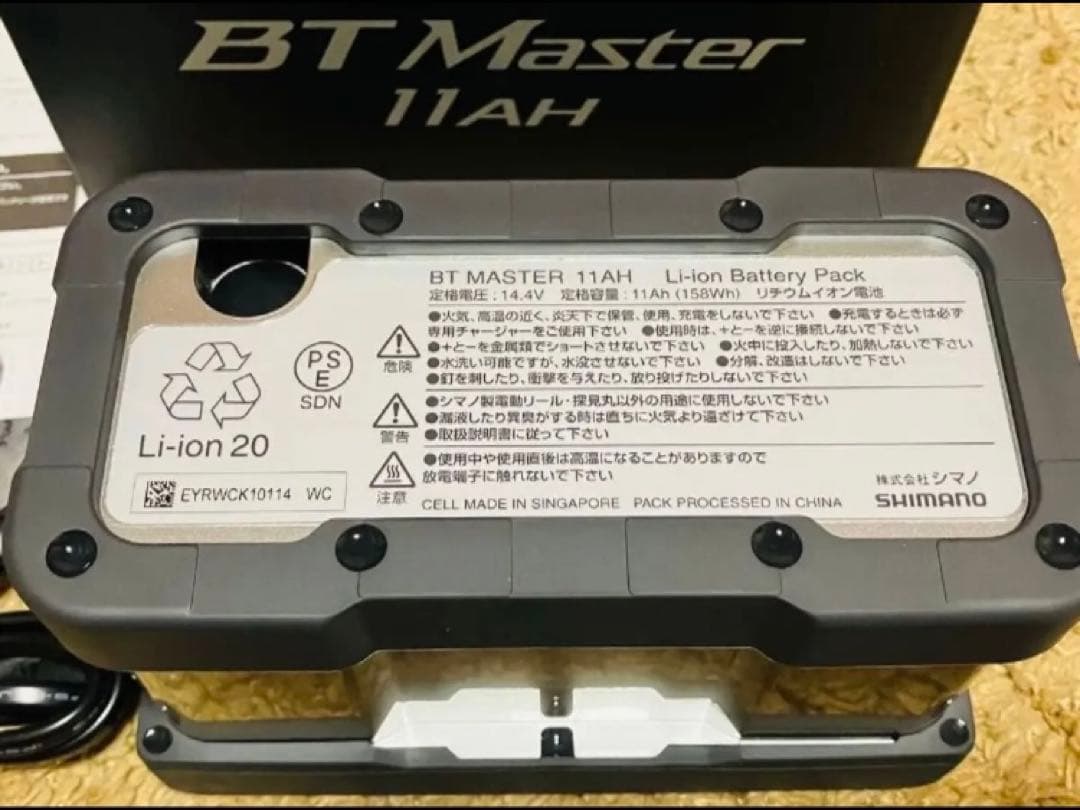 BT Master
11AH
BT MASTER 11AH Li-ion Battery Pack
定格電圧：14.4V 定格容量：11Ah (158Wh) リチウムイオン電池
●火気、高温の近く、炎天下で保管、使用、充電をしないで下さい ●充電するときは必ず
専用チャージャーをご使用下さい ●使用時は、+と−を逆に接続しないで下さい
●+と−を金属類でショートさせないで下さい ●火中に投入したり、加熱しないで下さい
●水洗い可能ですが、水没させないで下さい ●分解、改造はしないで下さい
●釘を刺したり、衝撃を与えたり、放り投げたりしないで下さい
危険
●シマノ製電動リール・探見丸以外の用途に使用しないで下さい
●漏液したり異臭がする時は直ちに火気より遠ざけて下さい
●取扱説明書に従って下さい
警告
●使用中や使用直後は高温になることがありますので
放電端子に触れないで下さい
注意
CELL MADE IN SINGAPORE PACK PROCESSED IN CHINA
株式会社シマノ
SHIMANO
PS
E
SDN
Li-ion 20
EYRWCK10114 WC